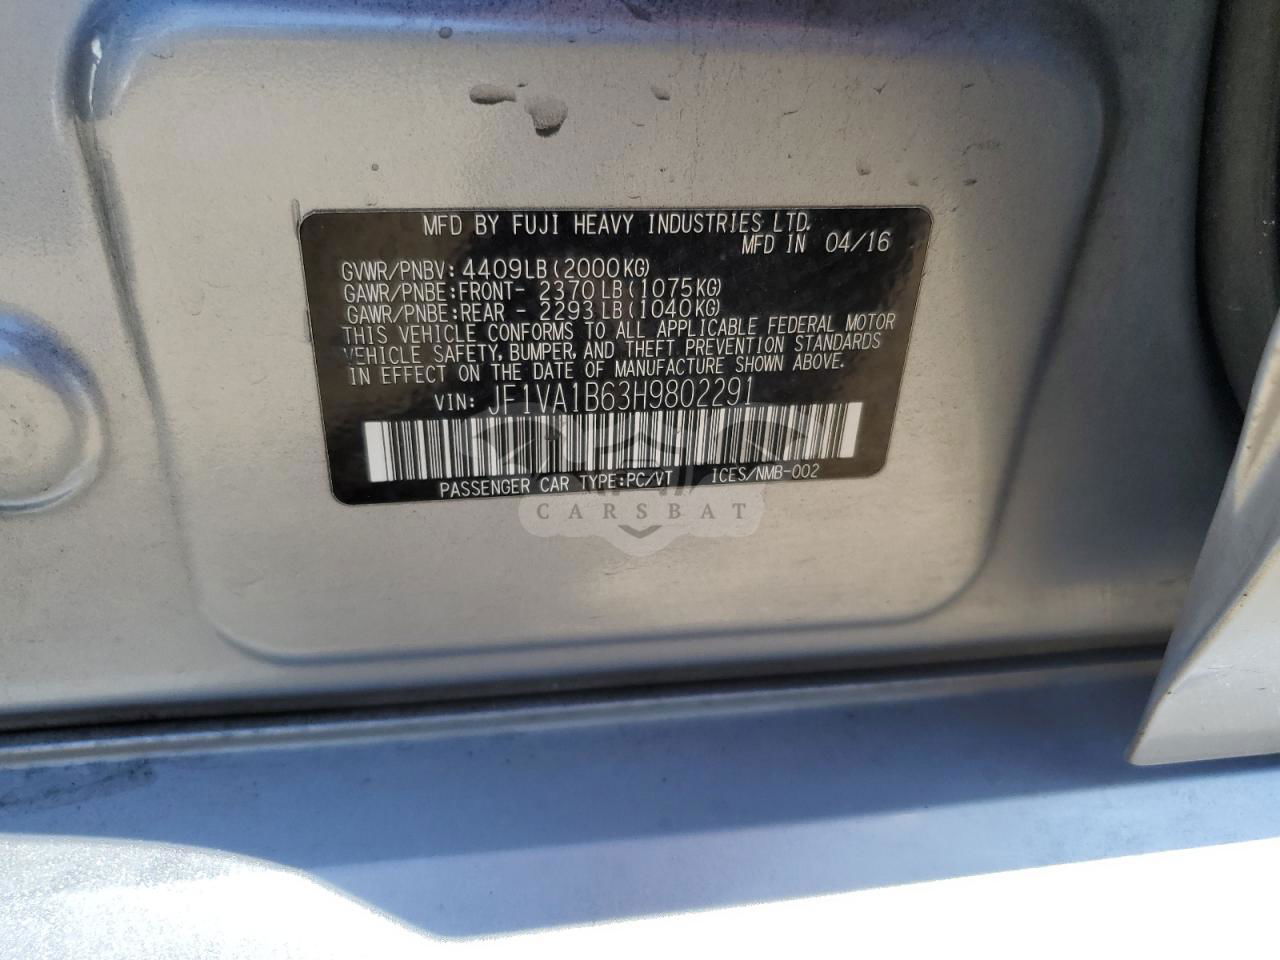 MFD BY FUJI HEAVY INDUSTRIES LTD.
MFD IN 04/16
GVWR/PNBV: 4409LB(2000KG)
GAWR/PNBE:FRONT- 2370LB(1075KG)
GAWR/PNBE:REAR - 2293LB(1040KG)
THIS VEHICLE CONFORMS TO ALL APPLICABLE FEDERAL MOTOR
VEHICLE SAFETY, BUMPER, AND THEFT PREVENTION STANDARDS
IN EFFECT ON THE DATE OF MANUFACTURE SHOWN ABOVE.
VIN: JF1VA1B63H9802291
PASSENGER CAR TYPE:PC/VT ICES/NMB-002
CARSBAT